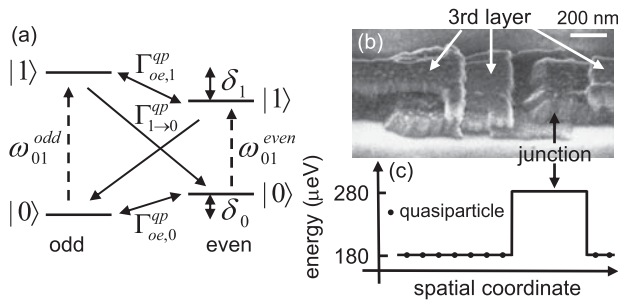 (a)
|1⟩
Γ^{qp}_{oe,1}
δ_1
|1⟩
Γ^{qp}_{1→0}
ω^{odd}_{01}
ω^{even}_{01}
|0⟩
Γ^{qp}_{oe,0}
δ_0
|0⟩
odd
even
3rd layer
200 nm
(b)
junction
(c)
energy (μeV)
280
quasiparticle
180
spatial coordinate